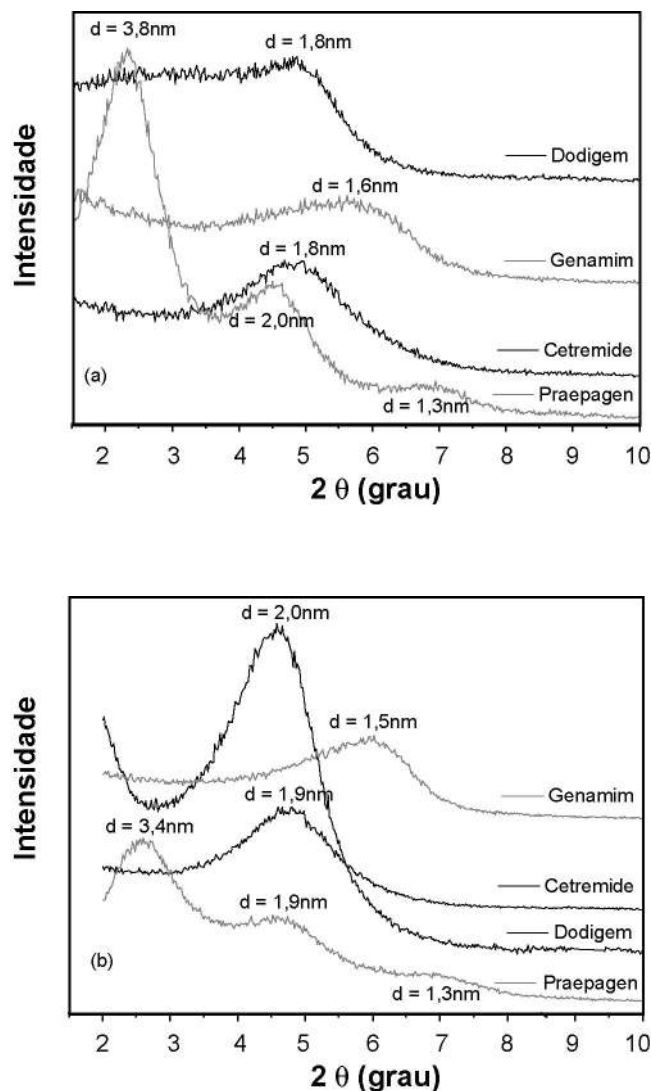 d = 3,8nm
d = 1,8nm
Dodigem
d = 1,6nm
Genamim
d = 1,8nm
d = 2,0nm
Cetremide
(a)
d = 1,3nm
Praepagen
Intensidade
2 3 4 5 6 7 8 9 10
2 θ (grau)
d = 2,0nm
d = 1,5nm
Genamim
d = 1,9nm
d = 3,4nm
Cetremide
d = 1,9nm
Dodigem
(b)
d = 1,3nm
Praepagen
Intensidade
2 3 4 5 6 7 8 9 10
2 θ (grau)